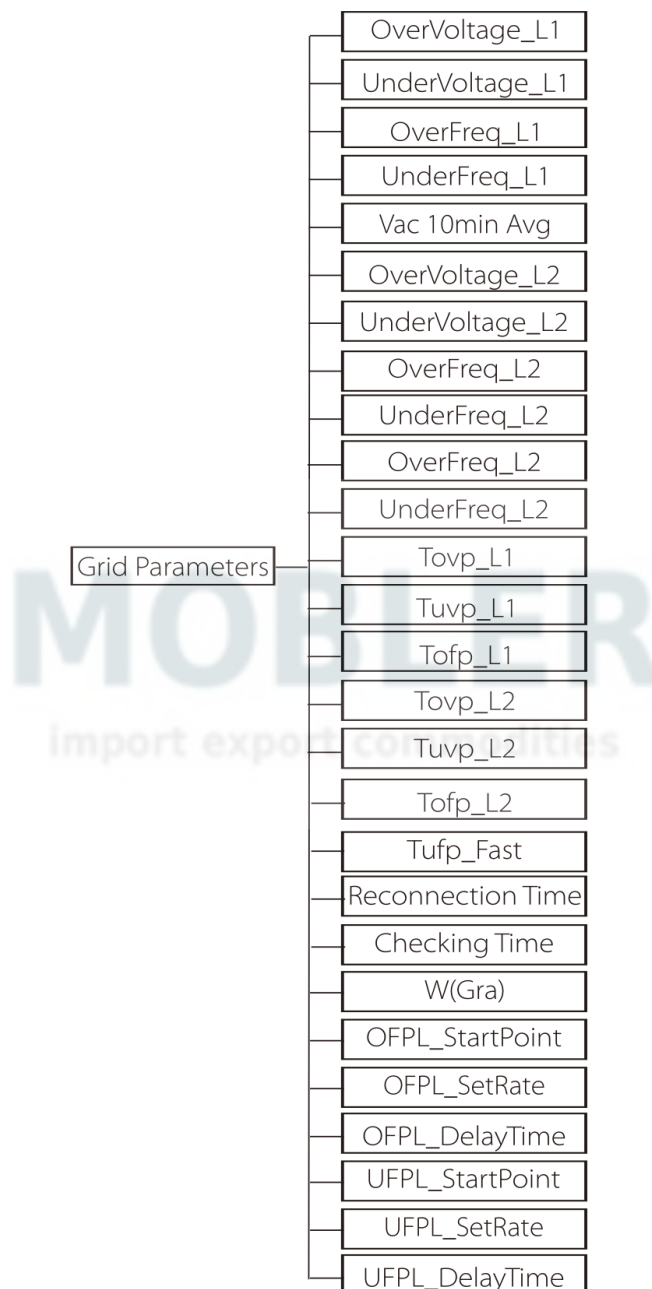 OverVoltage_L1
UnderVoltage_L1
OverFreq_L1
UnderFreq_L1
Vac 10min Avg
OverVoltage_L2
UnderVoltage_L2
OverFreq_L2
UnderFreq_L2
OverFreq_L2
UnderFreq_L2
Grid Parameters
Tovp_L1
Tuvp_L1
Tofp_L1
Tovp_L2
Tuvp_L2
Tofp_L2
Tufp_Fast
Reconnection Time
Checking Time
W(Gra)
OFPL_StartPoint
OFPL_SetRate
OFPL_DelayTime
UFPL_StartPoint
UFPL_SetRate
UFPL_DelayTime
MOBLER
import export commodities